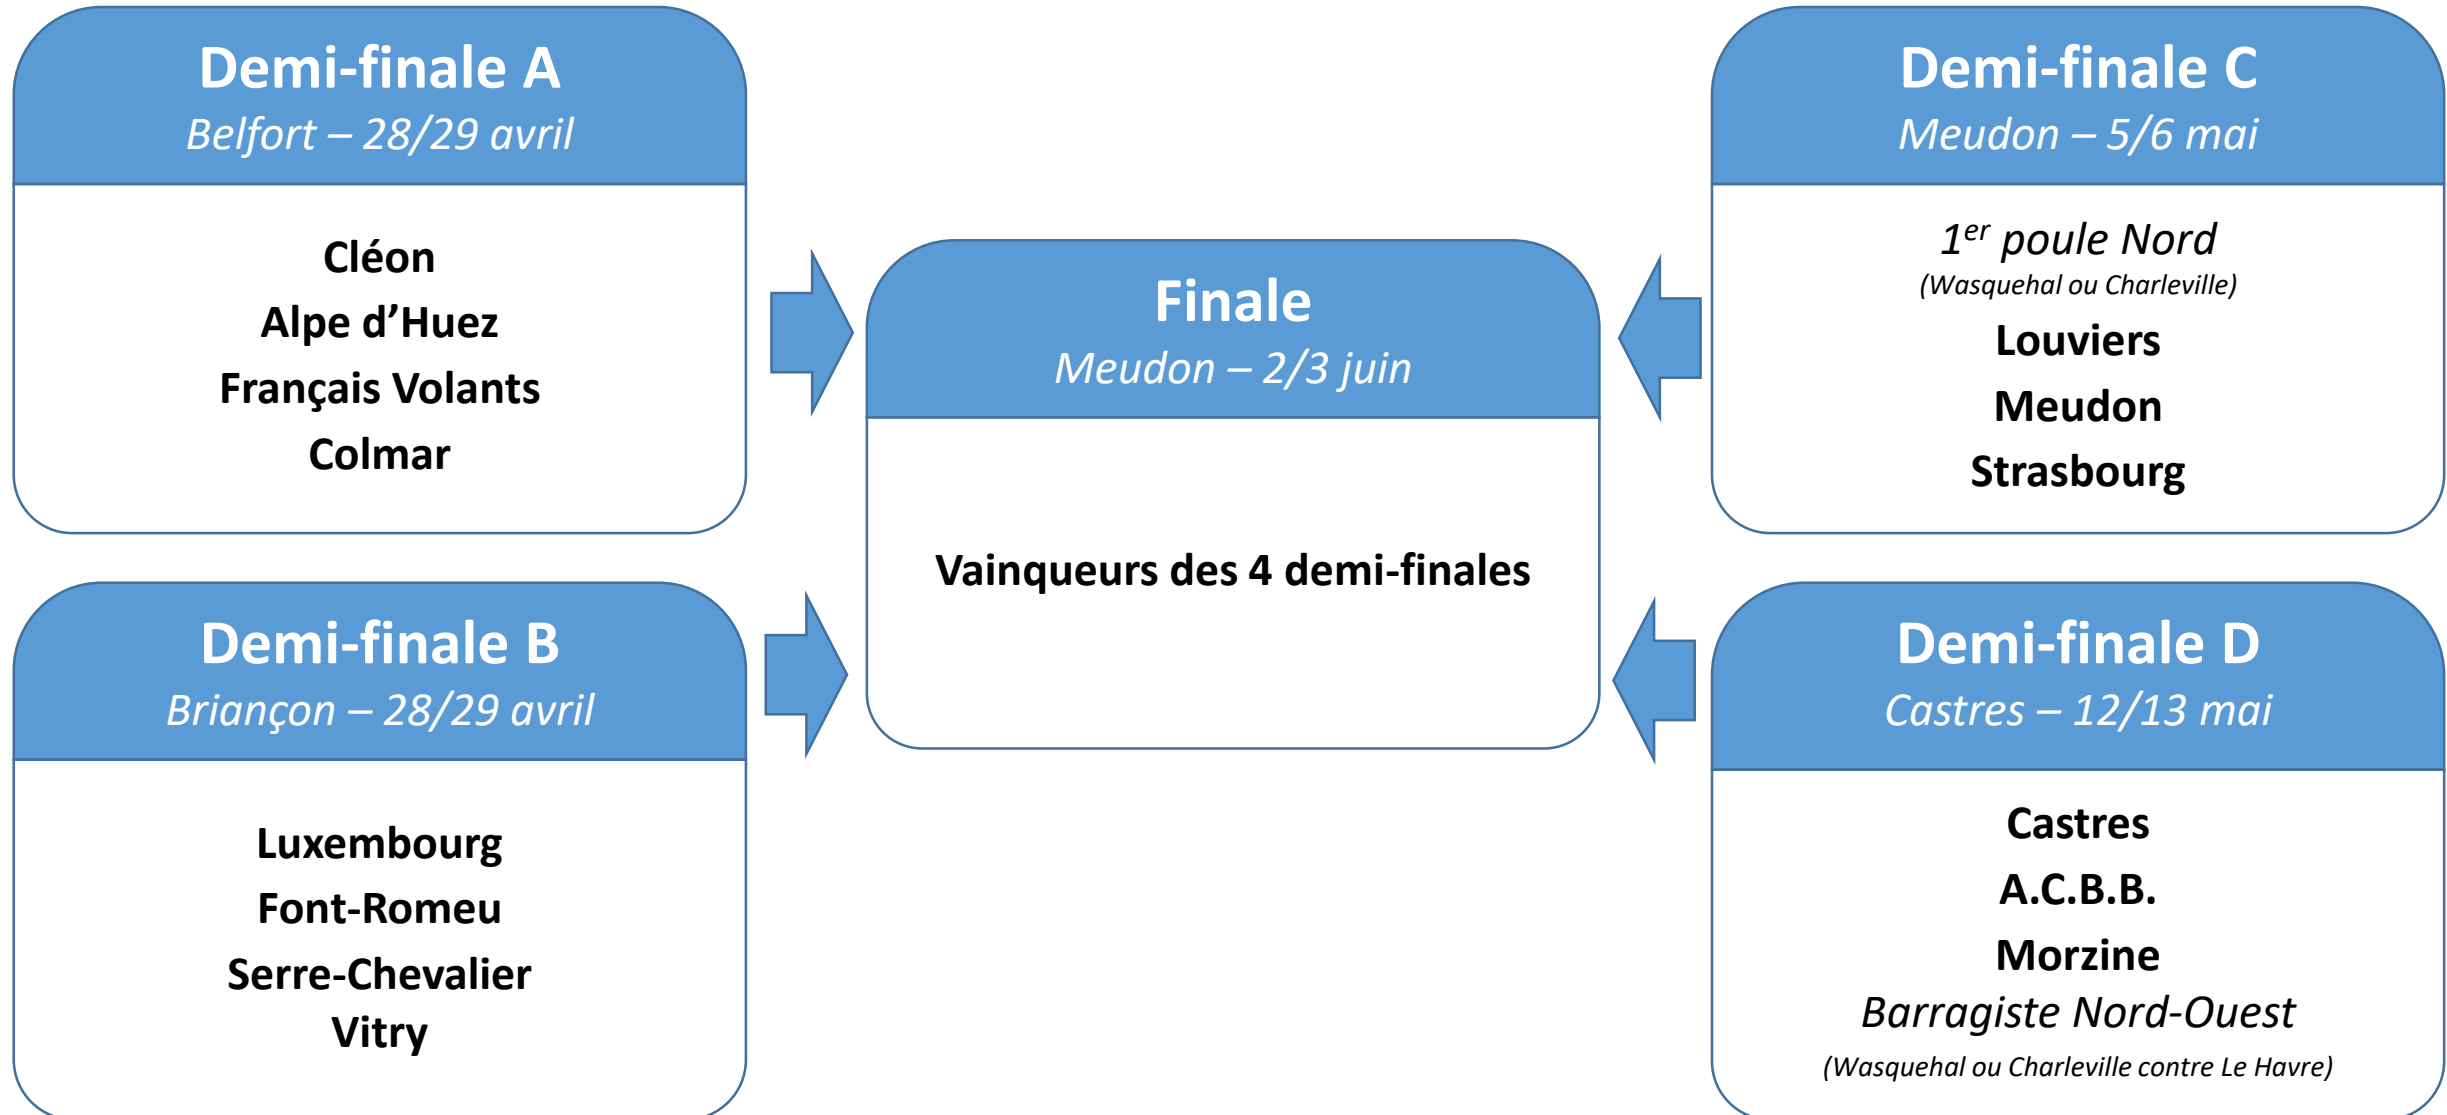 Demi-finale A
Belfort – 28/29 avril
Cléon
Alpe d’Huez
Français Volants
Colmar
Demi-finale B
Briançon – 28/29 avril
Luxembourg
Font-Romeu
Serre-Chevalier
Vitry
Finale
Meudon – 2/3 juin
Vainqueurs des 4 demi-finales
Demi-finale C
Meudon – 5/6 mai
1er poule Nord
(Wasquehal ou Charleville)
Louviers
Meudon
Strasbourg
Demi-finale D
Castres – 12/13 mai
Castres
A.C.B.B.
Morzine
Barragiste Nord-Ouest
(Wasquehal ou Charleville contre Le Havre)